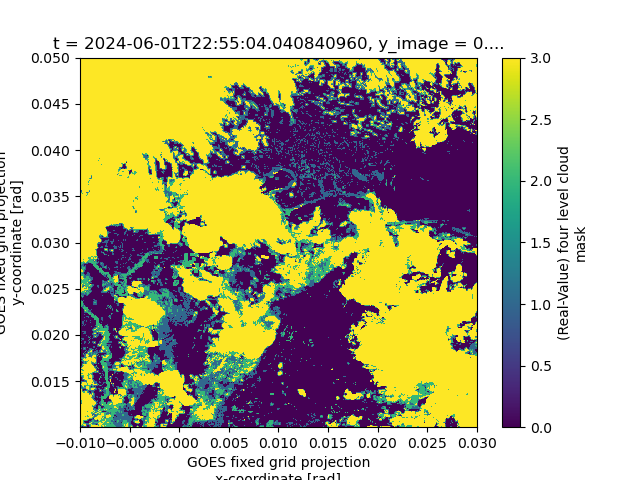 t = 2024-06-01T22:55:04.040840960, y_image = 0....
0.050
0.045
0.040
0.035
0.030
0.025
0.020
0.015
GOES fixed grid projection
y-coordinate [rad]
−0.010 −0.005 0.000 0.005 0.010 0.015 0.020 0.025 0.030
GOES fixed grid projection
x-coordinate [rad]
3.0
2.5
2.0
1.5
1.0
0.5
0.0
(Real-Value) four level cloud
mask